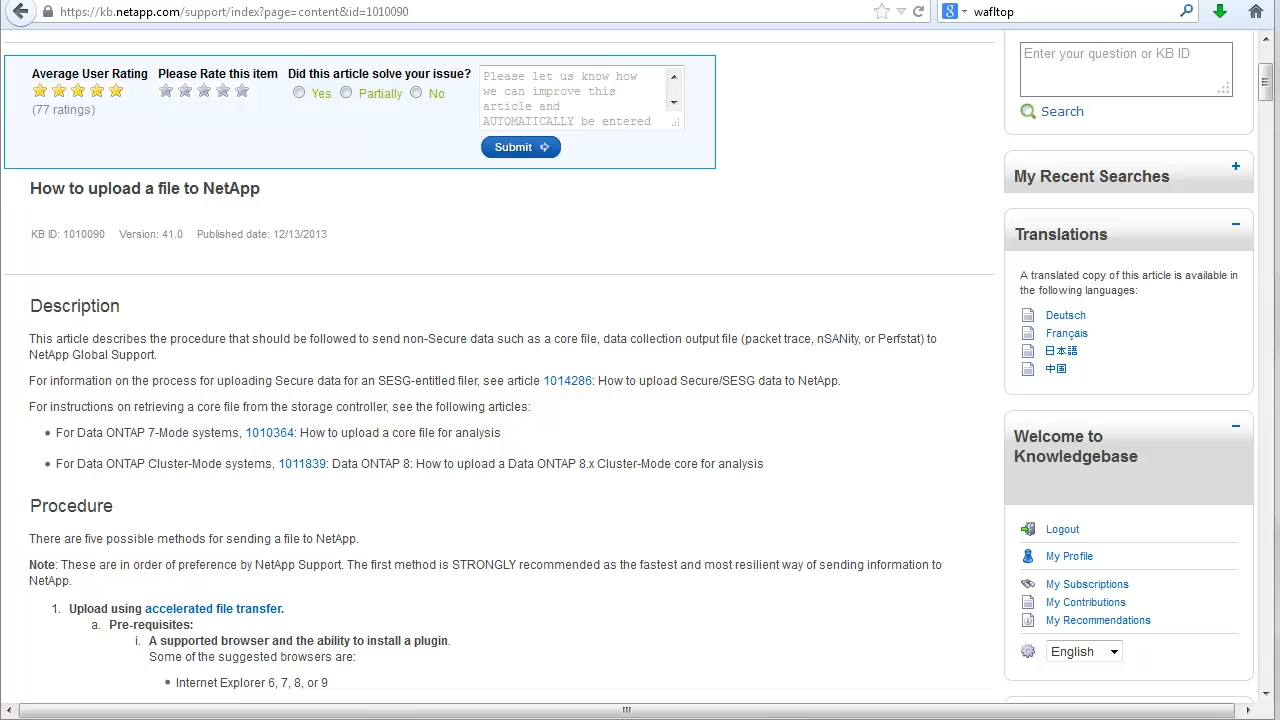 https://kb.netapp.com/support/index?page=content&id=1010090
wafltop
Average User Rating
Please Rate this item
Did this article solve your issue?
(77 ratings)
Yes
Partially
No
Please let us know how
we can improve this
article and
AUTOMATICALLY be entered
Submit
How to upload a file to NetApp
KB ID: 1010090 Version: 41.0 Published date: 12/13/2013
Description
This article describes the procedure that should be followed to send non-Secure data such as a core file, data collection output file (packet trace, nSANity, or Perfstat) to
NetApp Global Support.
For information on the process for uploading Secure data for an SESG-entitled filer, see article 1014286: How to upload Secure/SESG data to NetApp.
For instructions on retrieving a core file from the storage controller, see the following articles:
• For Data ONTAP 7-Mode systems, 1010364: How to upload a core file for analysis
• For Data ONTAP Cluster-Mode systems, 1011839: Data ONTAP 8: How to upload a Data ONTAP 8.x Cluster-Mode core for analysis
Procedure
There are five possible methods for sending a file to NetApp.
Note: These are in order of preference by NetApp Support. The first method is STRONGLY recommended as the fastest and most resilient way of sending information to
NetApp.
1. Upload using accelerated file transfer.
a. Pre-requisites:
i. A supported browser and the ability to install a plugin.
Some of the suggested browsers are:
• Internet Explorer 6, 7, 8, or 9
Enter your question or KB ID
Search
My Recent Searches
Translations
A translated copy of this article is available in
the following languages:
Deutsch
Français
日本語
中国
Welcome to
Knowledgebase
Logout
My Profile
My Subscriptions
My Contributions
My Recommendations
English